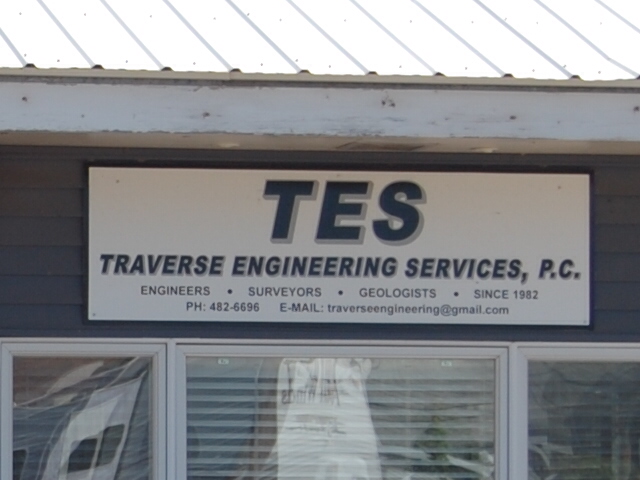 TES
TRAVERSE ENGINEERING SERVICES, P.C.
ENGINEERS • SURVEYORS • GEOLOGISTS • SINCE 1982
PH: 482-6696 E-MAIL: traverseengineering@gmail.com